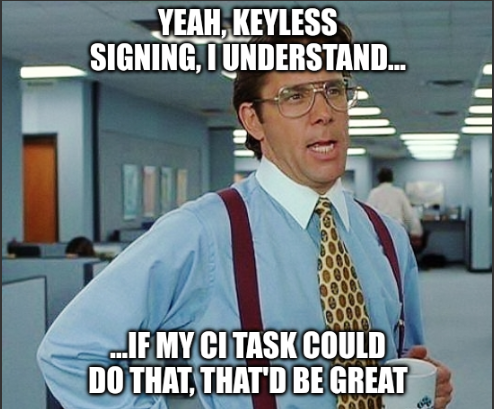 YEAH, KEYLESS
SIGNING, I UNDERSTAND...
...IF MY CI TASK COULD
DO THAT, THAT'D BE GREAT